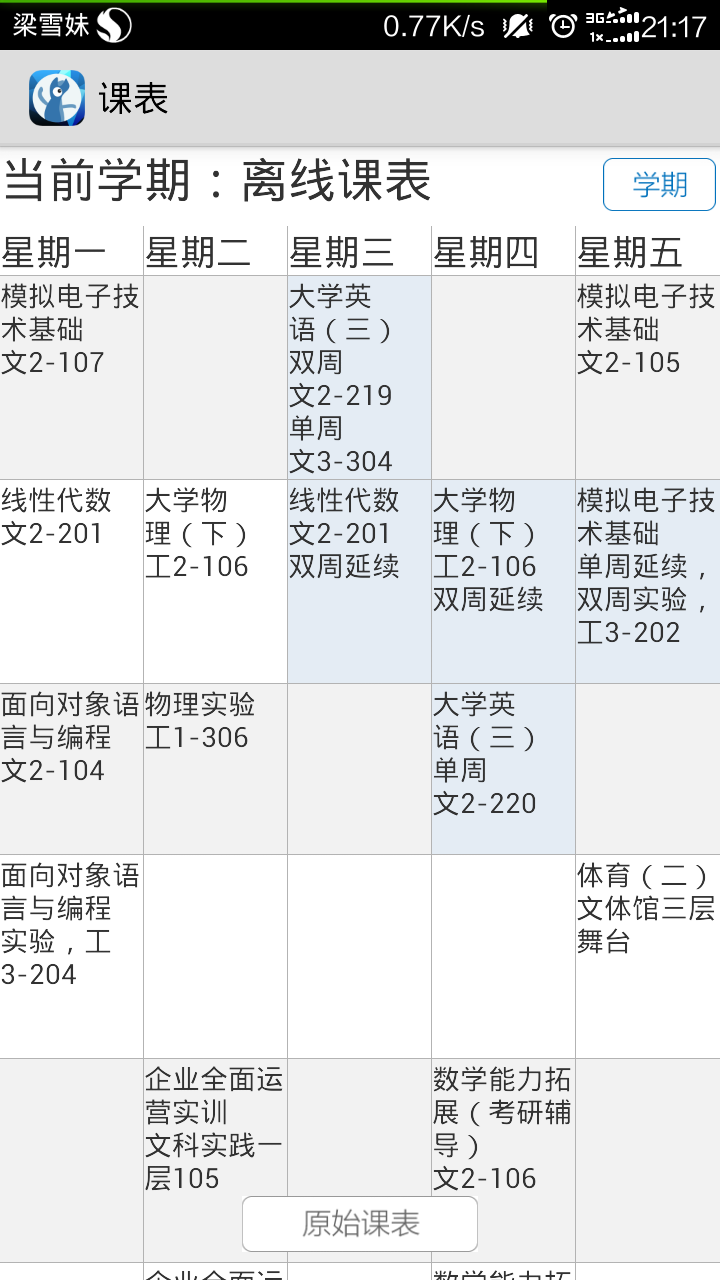 梁雪妹
0.77K/s
3G
1×
21:17
课表
当前学期：离线课表
学期
星期一
星期二
星期三
星期四
星期五
模拟电子技
术基础
文2-107
大学英
语（三）
双周
文2-219
单周
文3-304
模拟电子技
术基础
文2-105
线性代数
文2-201
大学物
理（下）
工2-106
线性代数
文2-201
双周延续
大学物
理（下）
工2-106
双周延续
模拟电子技
术基础
单周延续，
双周实验，
工3-202
面向对象语
言与编程
文2-104
物理实验
工1-306
大学英
语（三）
单周
文2-220
面向对象语
言与编程
实验，工
3-204
体育（二）
文体馆三层
舞台
企业全面运
营实训
文科实践一
层105
数学能力拓
展（考研辅
导）
文2-106
原始课表
企业全面运
数学能力拓